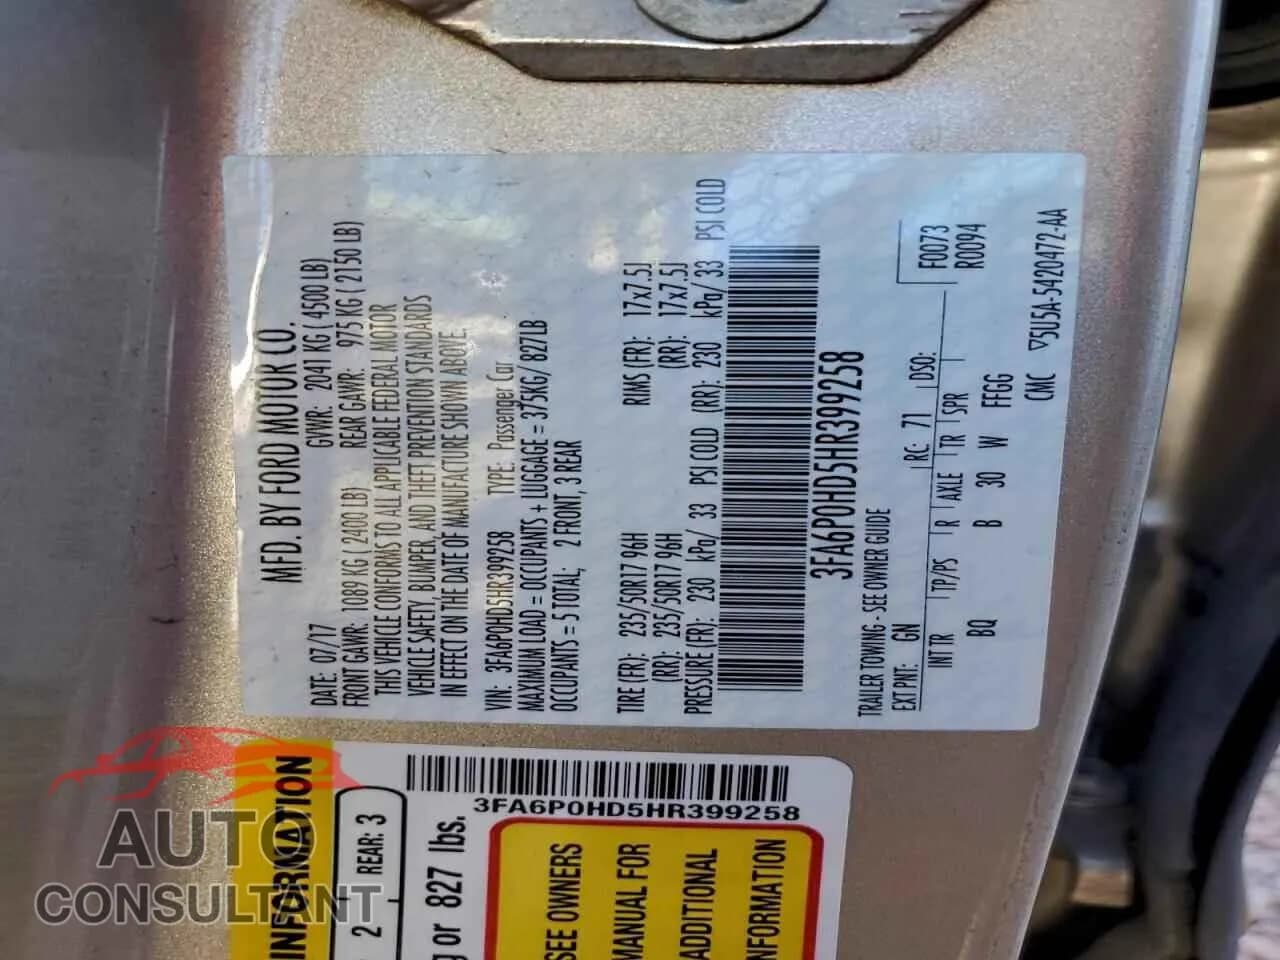 MFD. BY FORD MOTOR CO.
DATE: 07/17 GVWR: 2041 KG ( 4500 LB)
FRONT GAWR: 1089 KG ( 2400 LB) REAR GAWR: 975 KG ( 2150 LB)
THIS VEHICLE CONFORMS TO ALL APPLICABLE FEDERAL MOTOR
VEHICLE SAFETY, BUMPER, AND THEFT PREVENTION STANDARDS
IN EFFECT ON THE DATE OF MANUFACTURE SHOWN ABOVE.
VIN: 3FA6P0HD5HR399258 TYPE: Passenger Car
MAXIMUM LOAD = OCCUPANTS + LUGGAGE = 375KG/ 827LB
OCCUPANTS = 5 TOTAL; 2 FRONT, 3 REAR
TIRE (FR): 235/50R17 96H RIMS (FR): 17x7.5J
(RR): 235/50R17 96H (RR): 17x7.5J
PRESSURE (FR): 230 kPa/ 33 PSI COLD (RR): 230 kPa/ 33 PSI COLD
3FA6P0HD5HR399258
TRAILER TOWING - SEE OWNER GUIDE
EXT PNT: GN RC: 71 DSO: F0073
R0094
INT TR TP/PS R AXLE TR SPR
BQ B 30 W FFGG
CMC ▽5U5A-5420472-AA
INFORMATION
2 REAR: 3
g or 827 lbs.
3FA6P0HD5HR399258
SEE OWNERS
MANUAL FOR
ADDITIONAL
INFORMATION
AUTO
CONSULTANT